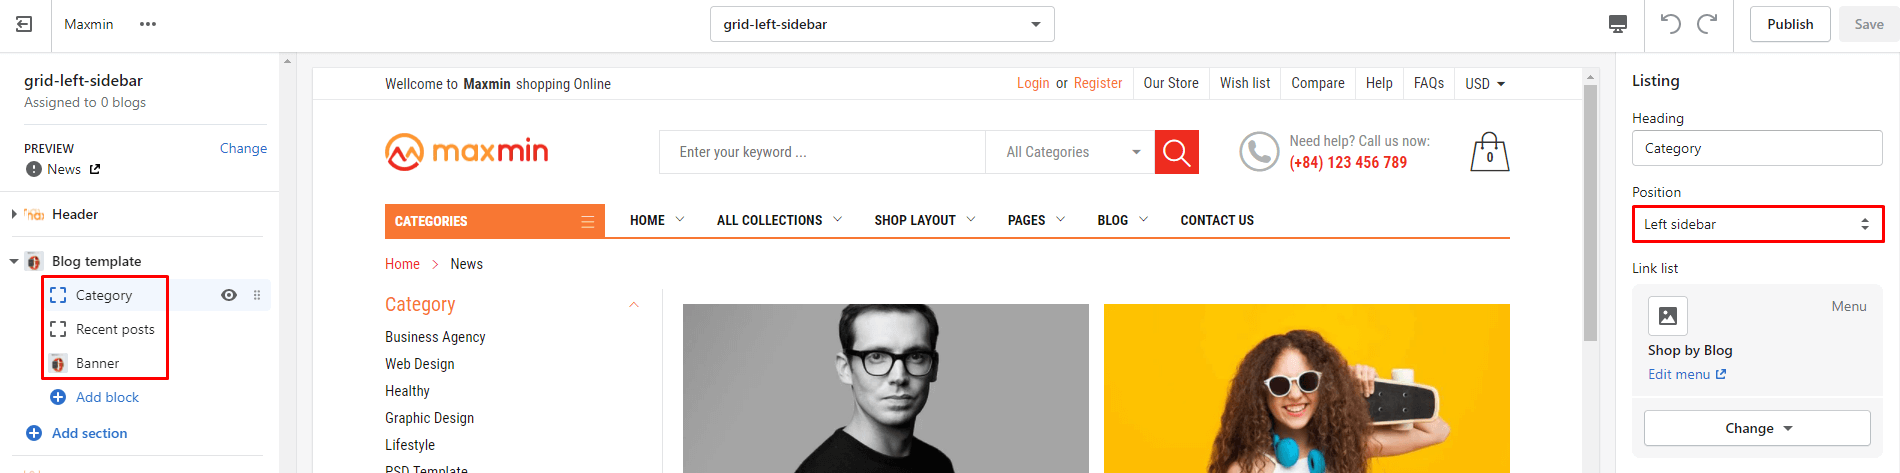 Maxmin
grid-left-sidebar
Publish
Save
grid-left-sidebar
Assigned to 0 blogs
PREVIEW
Change
News
Header
Blog template
Category
Recent posts
Banner
Add block
Add section
Wellcome to Maxmin shopping Online
Login or Register
Our Store
Wish list
Compare
Help
FAQs
USD
maxmin
Enter your keyword ...
All Categories
Need help? Call us now:
(+84) 123 456 789
0
CATEGORIES
HOME
ALL COLLECTIONS
SHOP LAYOUT
PAGES
BLOG
CONTACT US
Home > News
Category
Business Agency
Web Design
Healthy
Graphic Design
Lifestyle
PSD Template
Listing
Heading
Category
Position
Left sidebar
Link list
Menu
Shop by Blog
Edit menu
Change